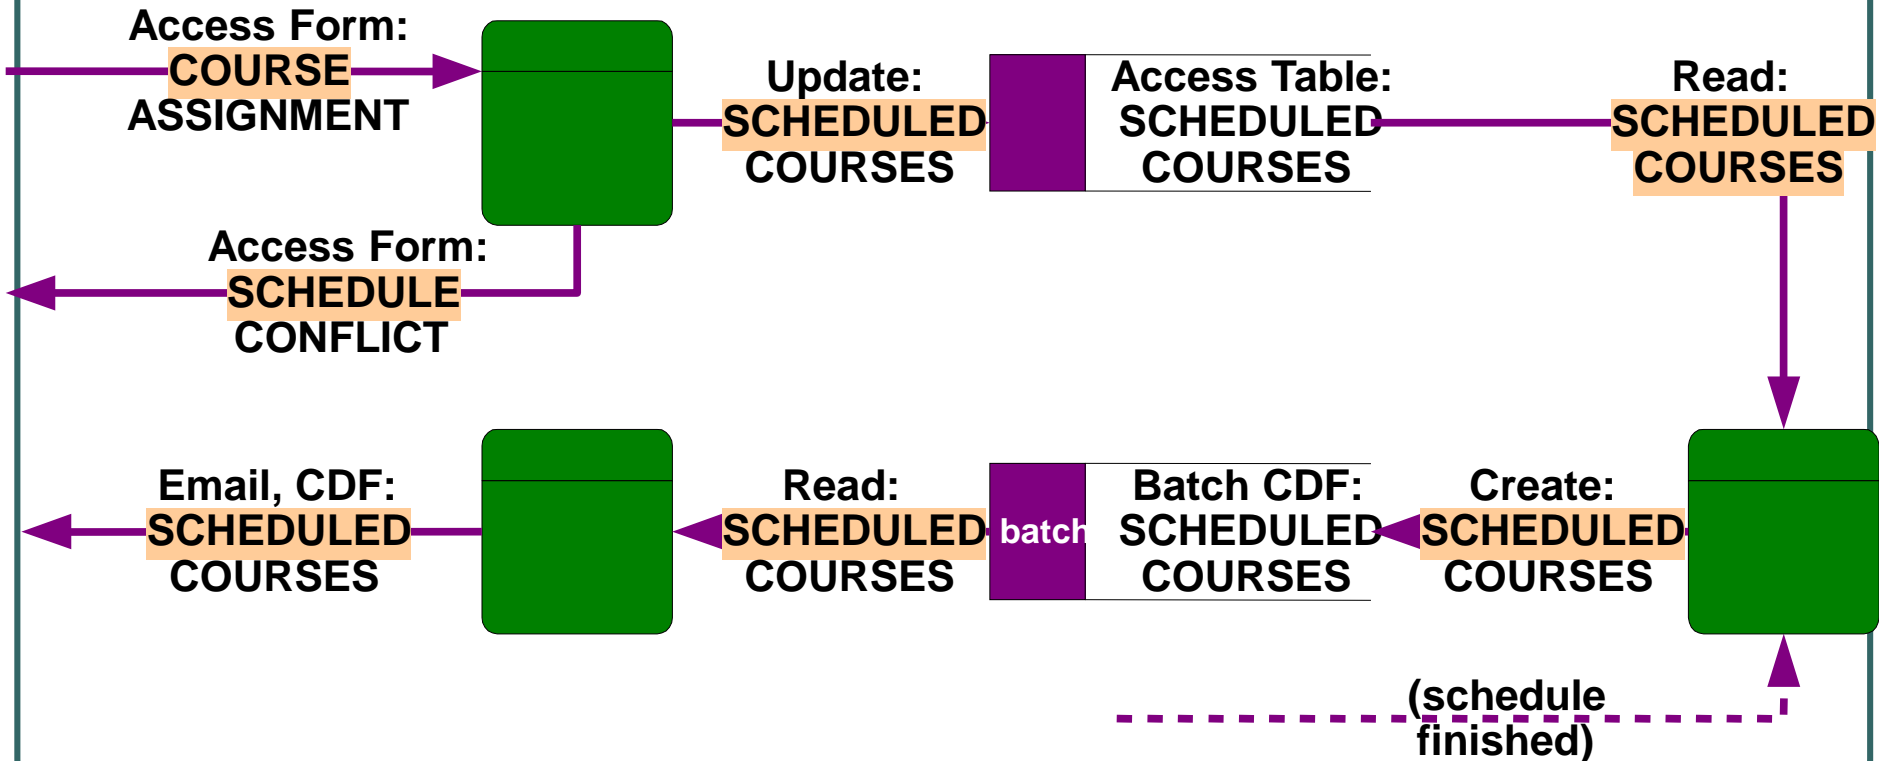 Access Form:
COURSE
ASSIGNMENT
Update:
SCHEDULED
COURSES
Access Table:
SCHEDULED
COURSES
Read:
SCHEDULED
COURSES
Access Form:
SCHEDULE
CONFLICT
Email, CDF:
SCHEDULED
COURSES
Read:
SCHEDULED
COURSES
batch
Batch CDF:
SCHEDULED
COURSES
Create:
SCHEDULED
COURSES
(schedule
finished)